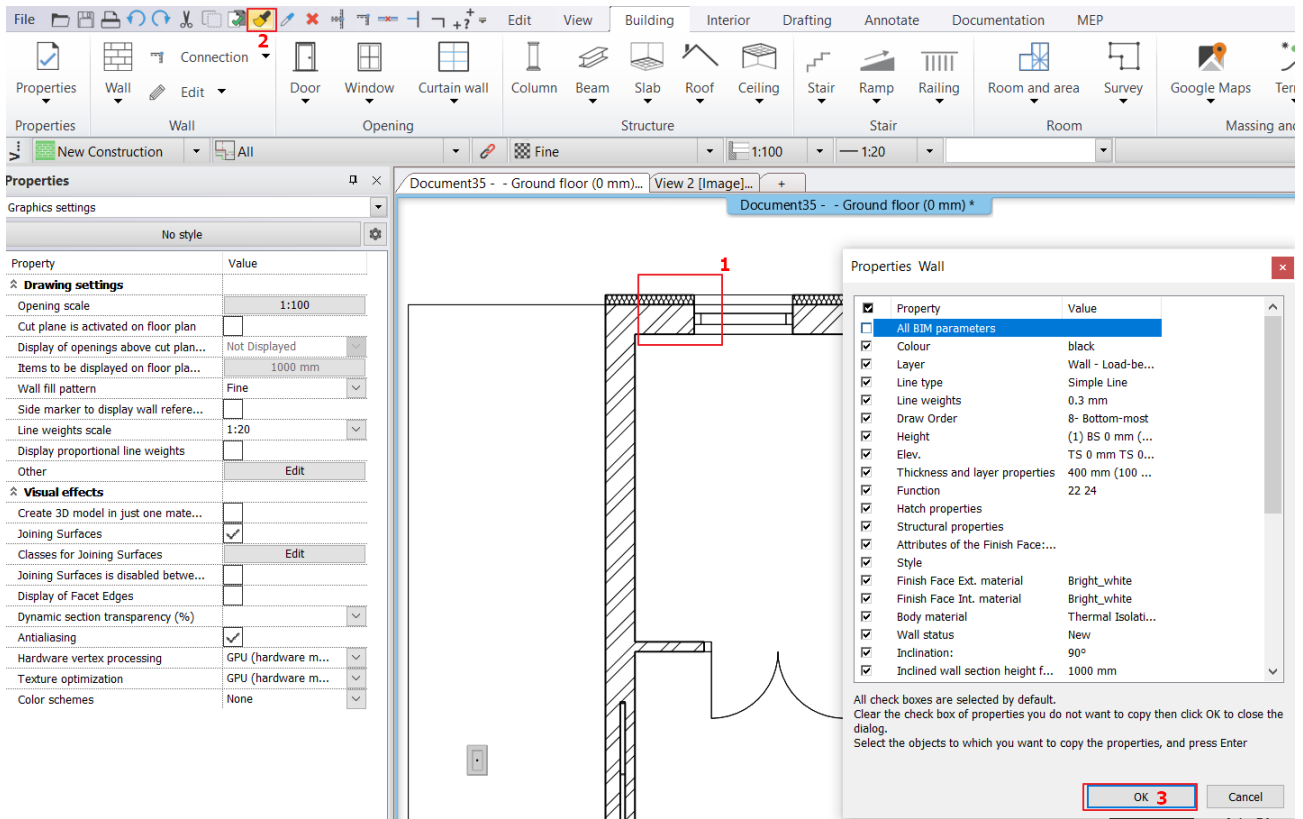 File Edit View Building Interior Drafting Annotate Documentation MEP
2
Connection
Properties Wall Edit Door Window Curtain wall Column Beam Slab Roof Ceiling Stair Ramp Railing Room and area Survey Google Maps
Properties Wall Opening Structure Stair Room Massing and
New Construction All Fine 1:100 1:20
Properties
Document35 - - Ground floor (0 mm)... View 2 [Image]... +
Graphics settings
Document35 - - Ground floor (0 mm) *
No style
Property Value
Drawing settings
Opening scale 1:100
Cut plane is activated on floor plan
Display of openings above cut plan... Not Displayed
Items to be displayed on floor pla... 1000 mm
Wall fill pattern Fine
Side marker to display wall refere...
Line weights scale 1:20
Display proportional line weights
Other Edit
Visual effects
Create 3D model in just one mate...
Joining Surfaces
Classes for Joining Surfaces Edit
Joining Surfaces is disabled betwe...
Display of Facet Edges
Dynamic section transparency (%)
Antialiasing
Hardware vertex processing GPU (hardware m...
Texture optimization GPU (hardware m...
Color schemes None
1
Properties Wall
Property Value
All BIM parameters
Colour black
Layer Wall - Load-be...
Line type Simple Line
Line weights 0.3 mm
Draw Order 8- Bottom-most
Height (1) BS 0 mm (...
Elev. TS 0 mm TS 0...
Thickness and layer properties 400 mm (100 ...
Function 22 24
Hatch properties
Structural properties
Attributes of the Finish Face:...
Style
Finish Face Ext. material Bright_white
Finish Face Int. material Bright_white
Body material Thermal Isolati...
Wall status New
Inclination: 90°
Inclined wall section height f... 1000 mm
All check boxes are selected by default.
Clear the check box of properties you do not want to copy then click OK to close the
dialog.
Select the objects to which you want to copy the properties, and press Enter
OK 3 Cancel